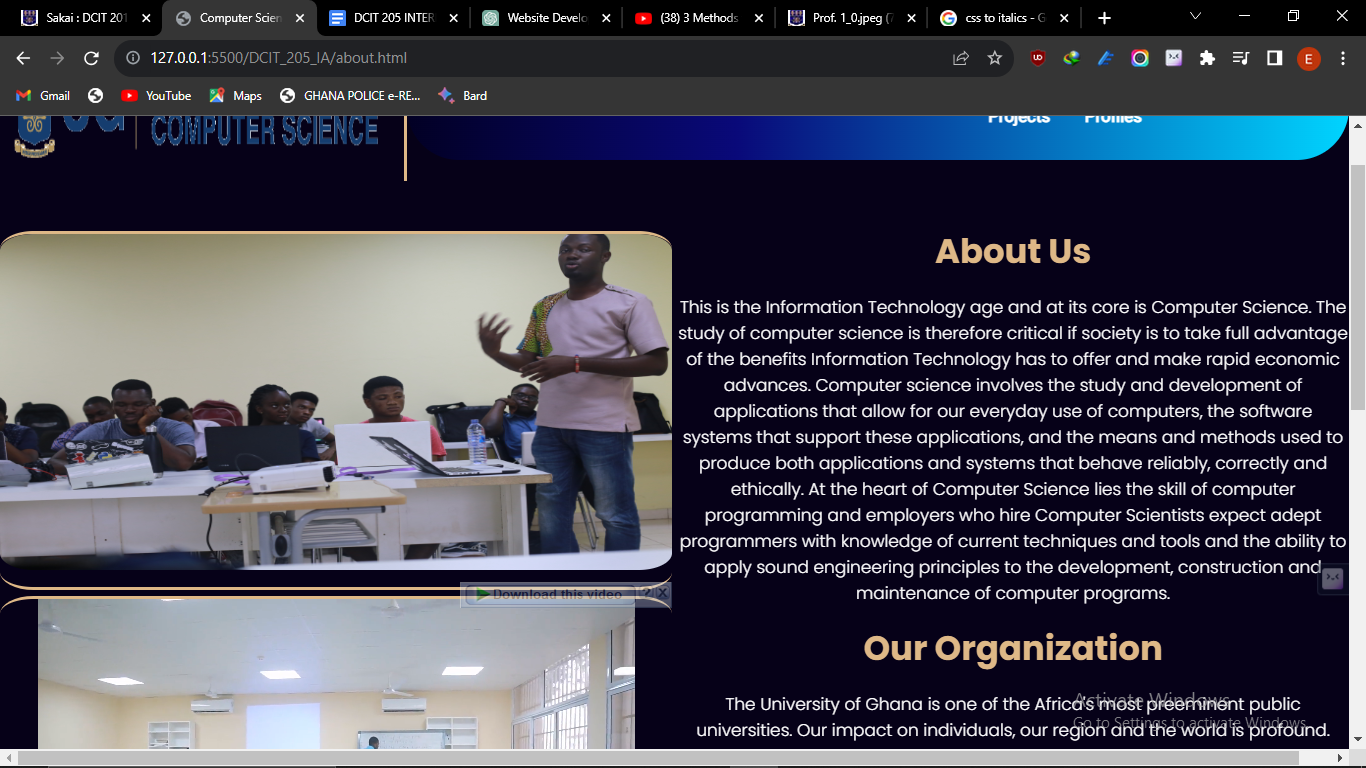 Sakai : DCIT 201
Computer Scien
DCIT 205 INTER
Website Develo
(38) 3 Methods
Prof. 1_0.jpeg (7
css to italics - G
127.0.0.1:5500/DCIT_205_IA/about.html
E
Gmail
YouTube
Maps
GHANA POLICE e-RE...
Bard
UG
COMPUTER SCIENCE
Projects
Profiles
About Us
This is the Information Technology age and at its core is Computer Science. The
study of computer science is therefore critical if society is to take full advantage
of the benefits Information Technology has to offer and make rapid economic
advances. Computer science involves the study and development of
applications that allow for our everyday use of computers, the software
systems that support these applications, and the means and methods used to
produce both applications and systems that behave reliably, correctly and
ethically. At the heart of Computer Science lies the skill of computer
programming and employers who hire Computer Scientists expect adept
programmers with knowledge of current techniques and tools and the ability to
apply sound engineering principles to the development, construction and
maintenance of computer programs.
Download this video ? X
Our Organization
The University of Ghana is one of the Africa's most preeminent public
universities. Our impact on individuals, our region and the world is profound.
Activate Windows
Go to Settings to activate Windows.